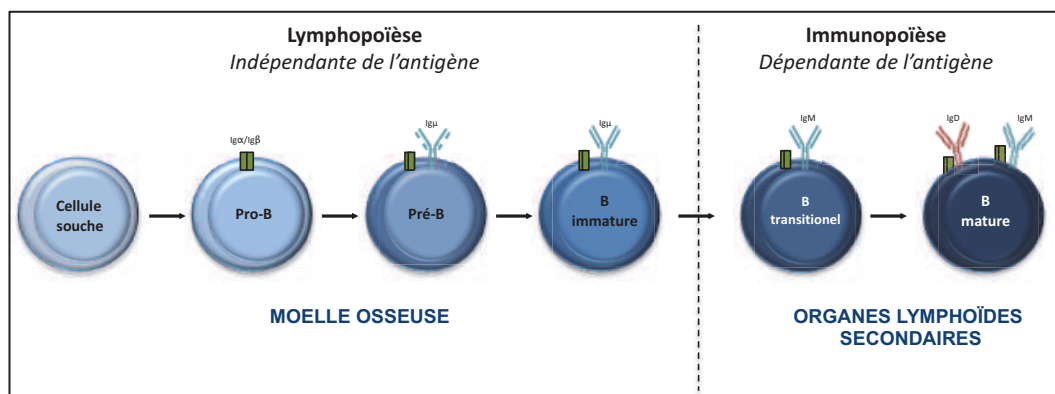 Lymphopoïèse
Indépendante de l'antigène
Immunopoïèse
Dépendante de l'antigène
Igα/Igβ
Igμ
Igμ
IgM
IgD
IgM
Cellule
souche
Pro-B
Pré-B
B
immature
B
transitionel
B
mature
MOELLE OSSEUSE
ORGANES LYMPHOÏDES
SECONDAIRES